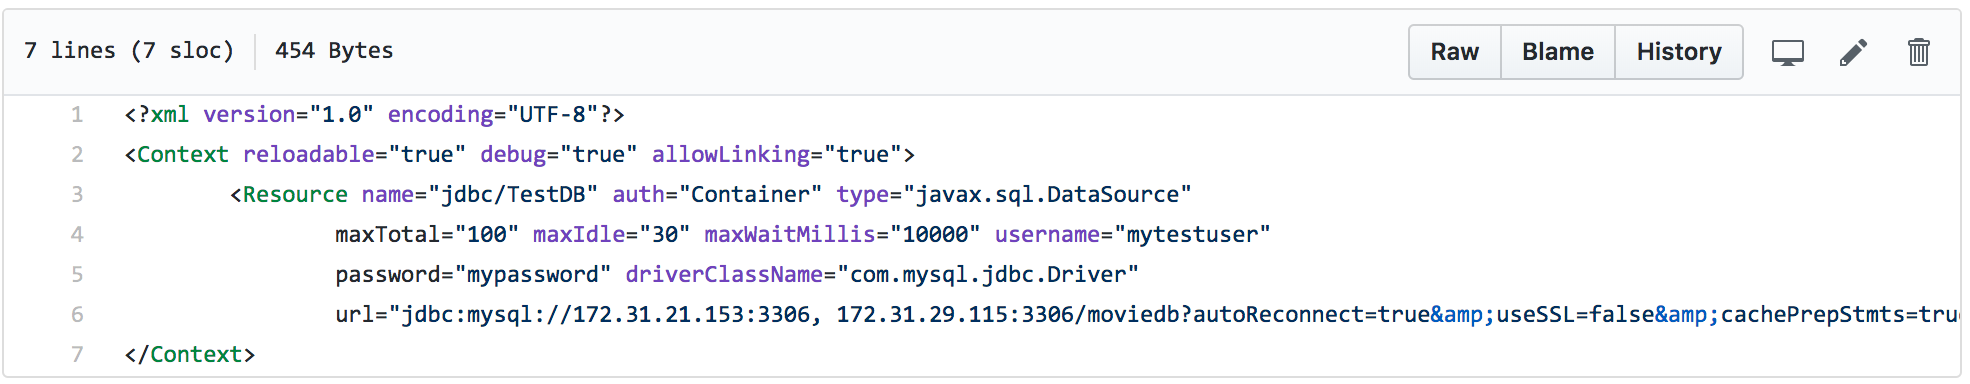 7 lines (7 sloc) 454 Bytes Raw Blame History
1 <?xml version="1.0" encoding="UTF-8"?>
2 <Context reloadable="true" debug="true" allowLinking="true">
3 <Resource name="jdbc/TestDB" auth="Container" type="javax.sql.DataSource"
4 maxTotal="100" maxIdle="30" maxWaitMillis="10000" username="mytestuser"
5 password="mypassword" driverClassName="com.mysql.jdbc.Driver"
6 url="jdbc:mysql://172.31.21.153:3306, 172.31.29.115:3306/moviedb?autoReconnect=true&amp;useSSL=false&amp;cachePrepStmts=tru
7 </Context>